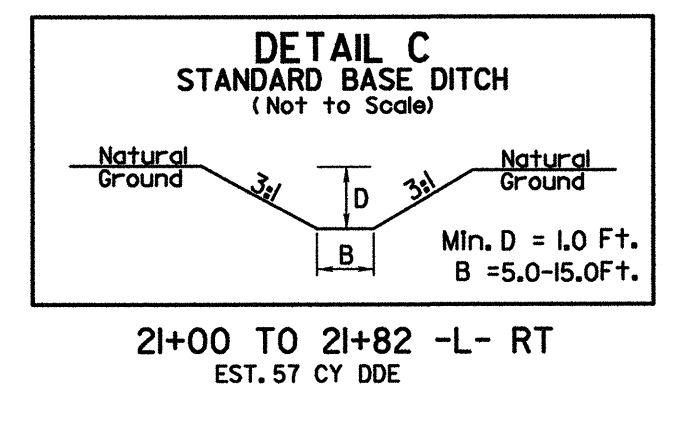 DETAIL C
STANDARD BASE DITCH
(Not to Scale)
Natural
Ground
3:1
D
3:1
Natural
Ground
B
Min. D = 1.0 Ft.
B =5.0-15.0Ft.
21+00 TO 21+82 -L- RT
EST. 57 CY DDE